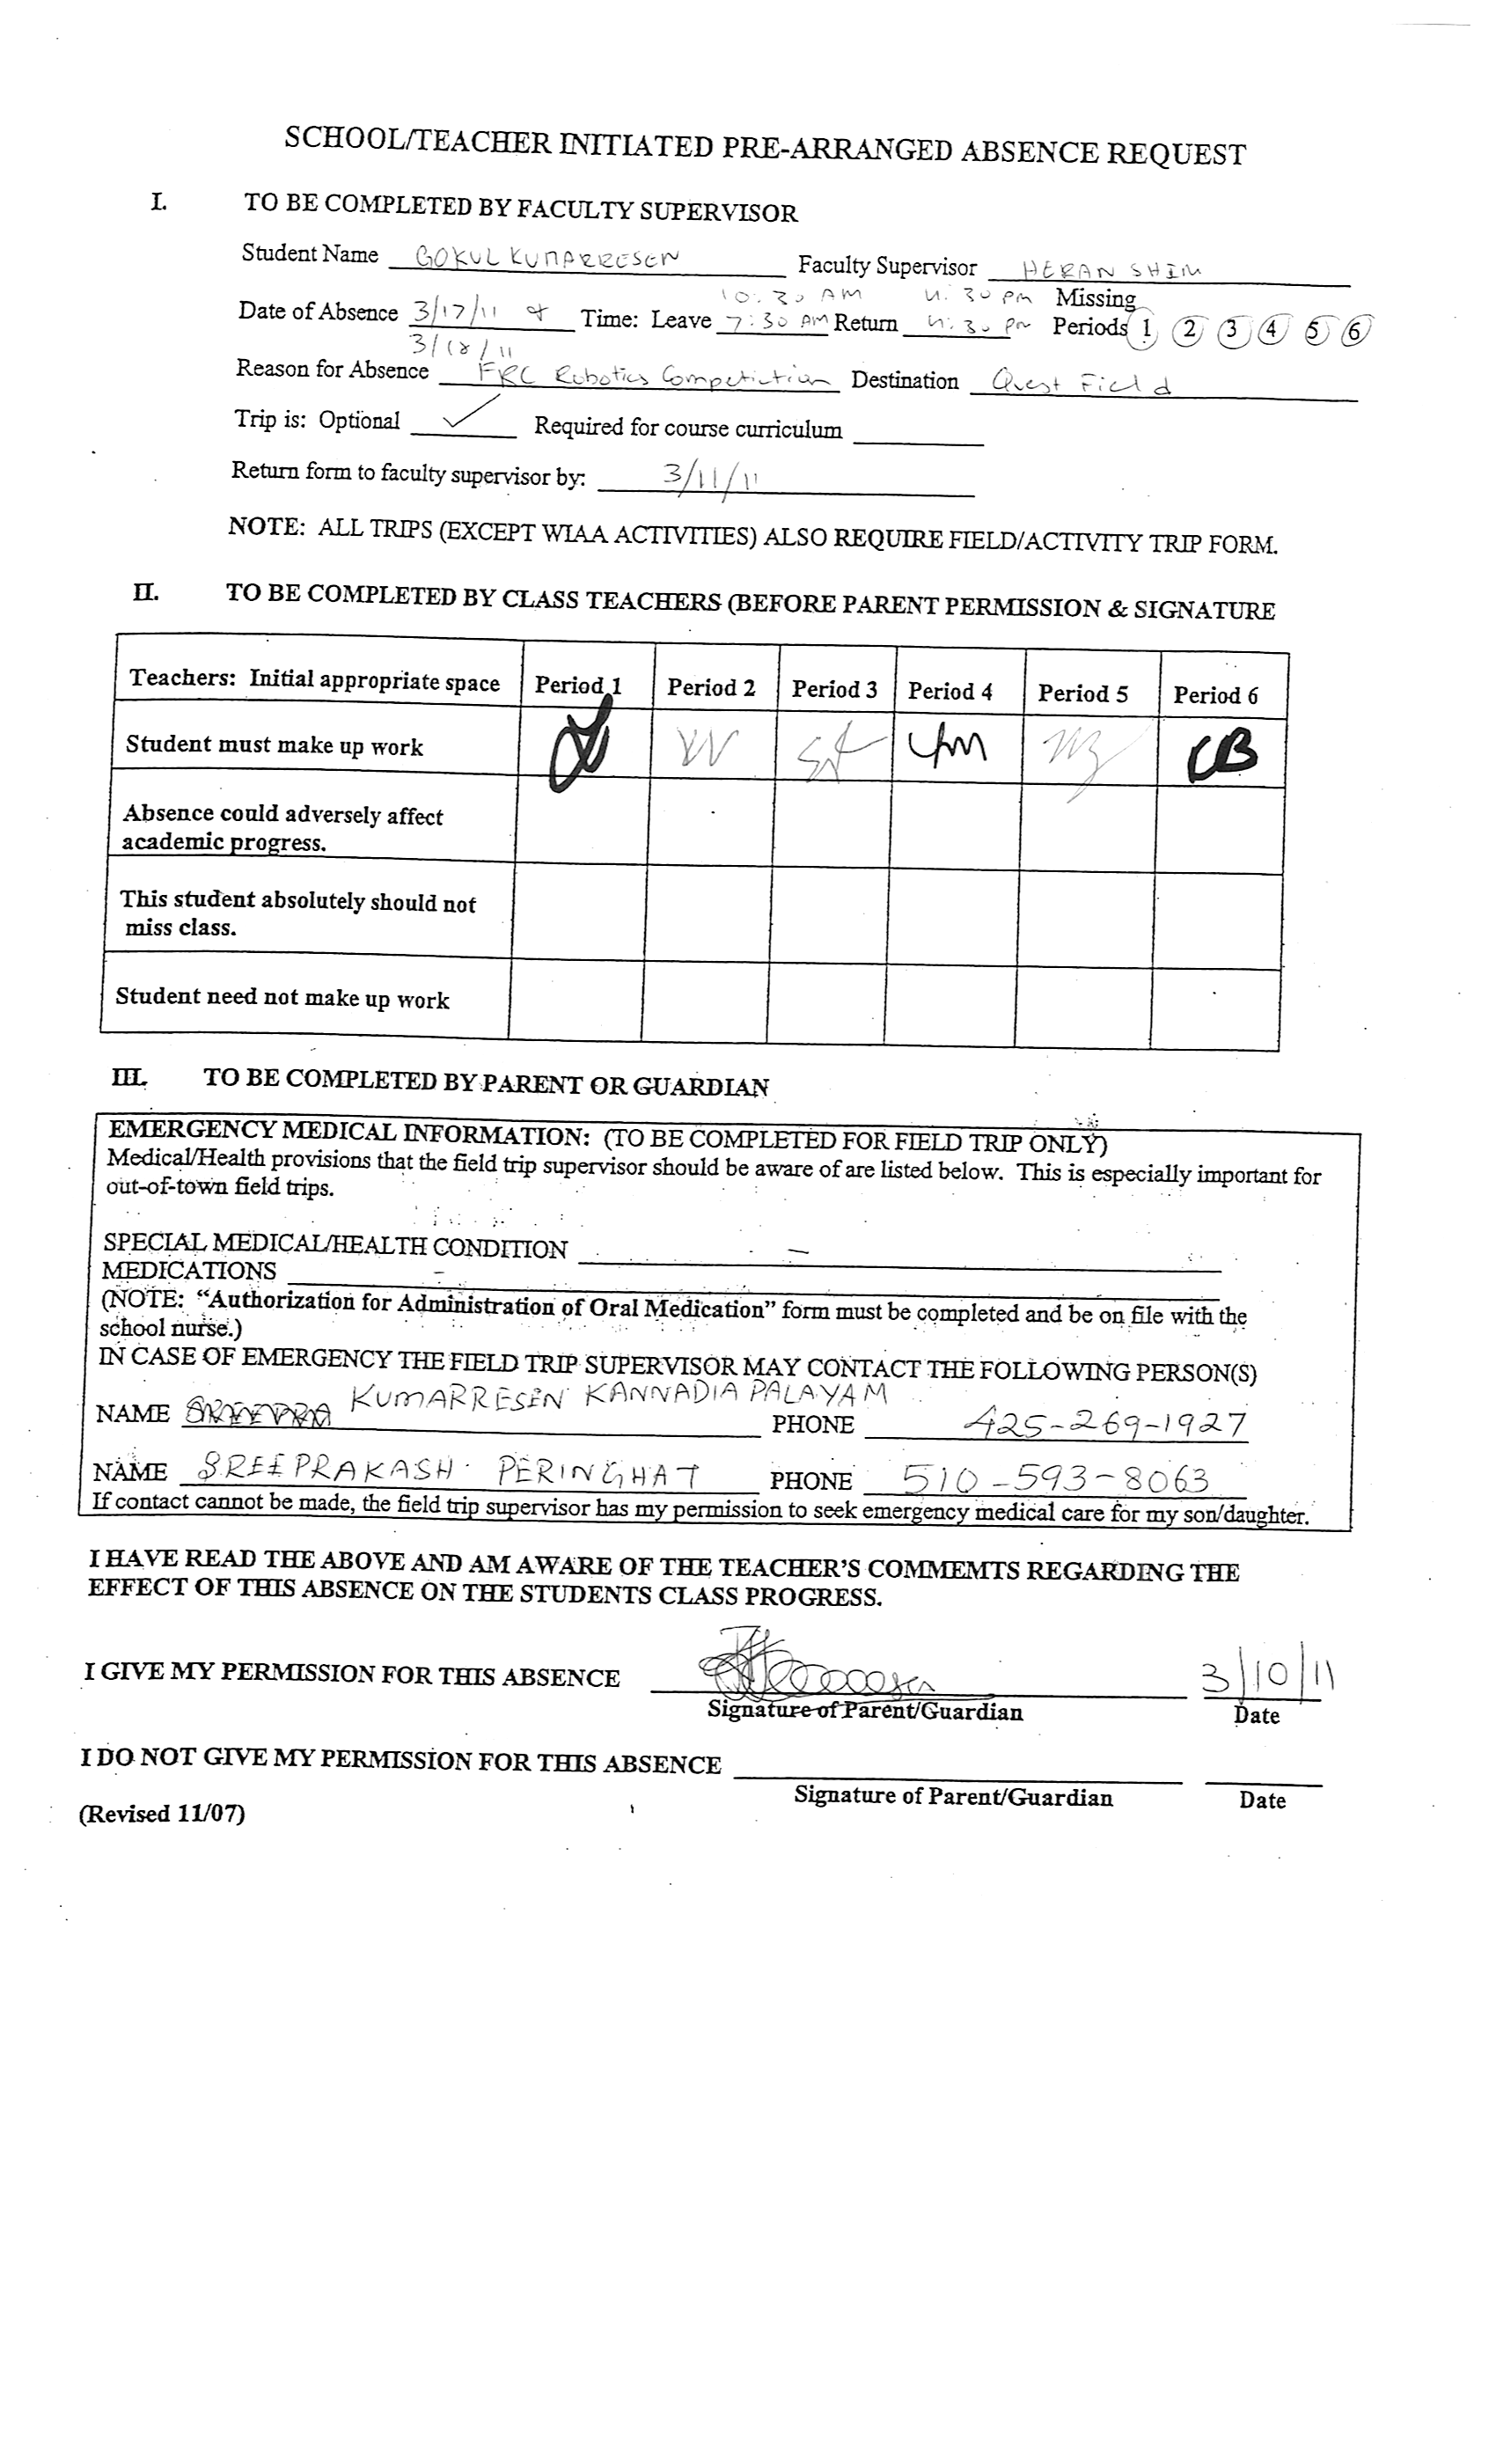 SCHOOL/TEACHER INITIATED PRE-ARRANGED ABSENCE REQUEST
I. TO BE COMPLETED BY FACULTY SUPERVISOR
Student Name GOKUL KUMARRESEN Faculty Supervisor HERAN SHIM
10:30 AM 4:30 pm Missing
Date of Absence 3/17/11 & Time: Leave 7:30 AM Return 4:30 pm Periods 1 2 3 4 5 6
3/18/11
Reason for Absence FRC Robotics Competictian Destination Qwest Field
Trip is: Optional ✓ Required for course curriculum
Return form to faculty supervisor by: 3/11/11
NOTE: ALL TRIPS (EXCEPT WIAA ACTIVITIES) ALSO REQUIRE FIELD/ACTIVITY TRIP FORM.
II. TO BE COMPLETED BY CLASS TEACHERS (BEFORE PARENT PERMISSION & SIGNATURE
Teachers: Initial appropriate space Period 1 Period 2 Period 3 Period 4 Period 5 Period 6
Student must make up work CB
Absence could adversely affect
academic progress.
This student absolutely should not
miss class.
Student need not make up work
III. TO BE COMPLETED BY PARENT OR GUARDIAN
EMERGENCY MEDICAL INFORMATION: (TO BE COMPLETED FOR FIELD TRIP ONLY)
Medical/Health provisions that the field trip supervisor should be aware of are listed below. This is especially important for
out-of-town field trips.
SPECIAL MEDICAL/HEALTH CONDITION –
MEDICATIONS –
(NOTE: “Authorization for Administration of Oral Medication” form must be completed and be on file with the
school nurse.)
IN CASE OF EMERGENCY THE FIELD TRIP SUPERVISOR MAY CONTACT THE FOLLOWING PERSON(S)
NAME KUMARRESEN KANNADIA PALAYAM PHONE 425-269-1927
NAME SREEPRAKASH PERINGHAT PHONE 510-593-8063
If contact cannot be made, the field trip supervisor has my permission to seek emergency medical care for my son/daughter.
I HAVE READ THE ABOVE AND AM AWARE OF THE TEACHER’S COMMEMTS REGARDING THE
EFFECT OF THIS ABSENCE ON THE STUDENTS CLASS PROGRESS.
I GIVE MY PERMISSION FOR THIS ABSENCE 3/10/11
Signature of Parent/Guardian Date
I DO NOT GIVE MY PERMISSION FOR THIS ABSENCE
Signature of Parent/Guardian Date
(Revised 11/07)